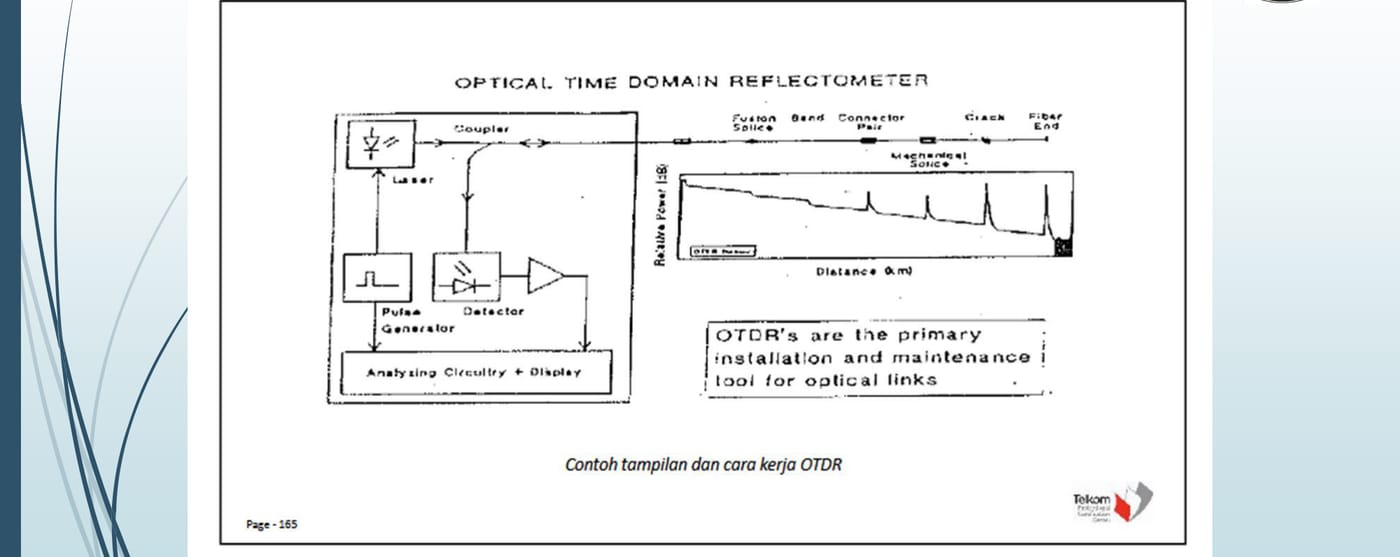 OPTICAL TIME DOMAIN REFLECTOMETER
Coupler
Laser
Pulse
Generator
Detector
Analyzing Circuitry + Display
Fusion
Splice
Bend
Connector
Pair
Mechanical
Splice
Crack
Fiber
End
Relative Power (dB)
Distance (km)
OTDR's are the primary
installation and maintenance
tool for optical links
Contoh tampilan dan cara kerja OTDR
Page - 165
Telkom